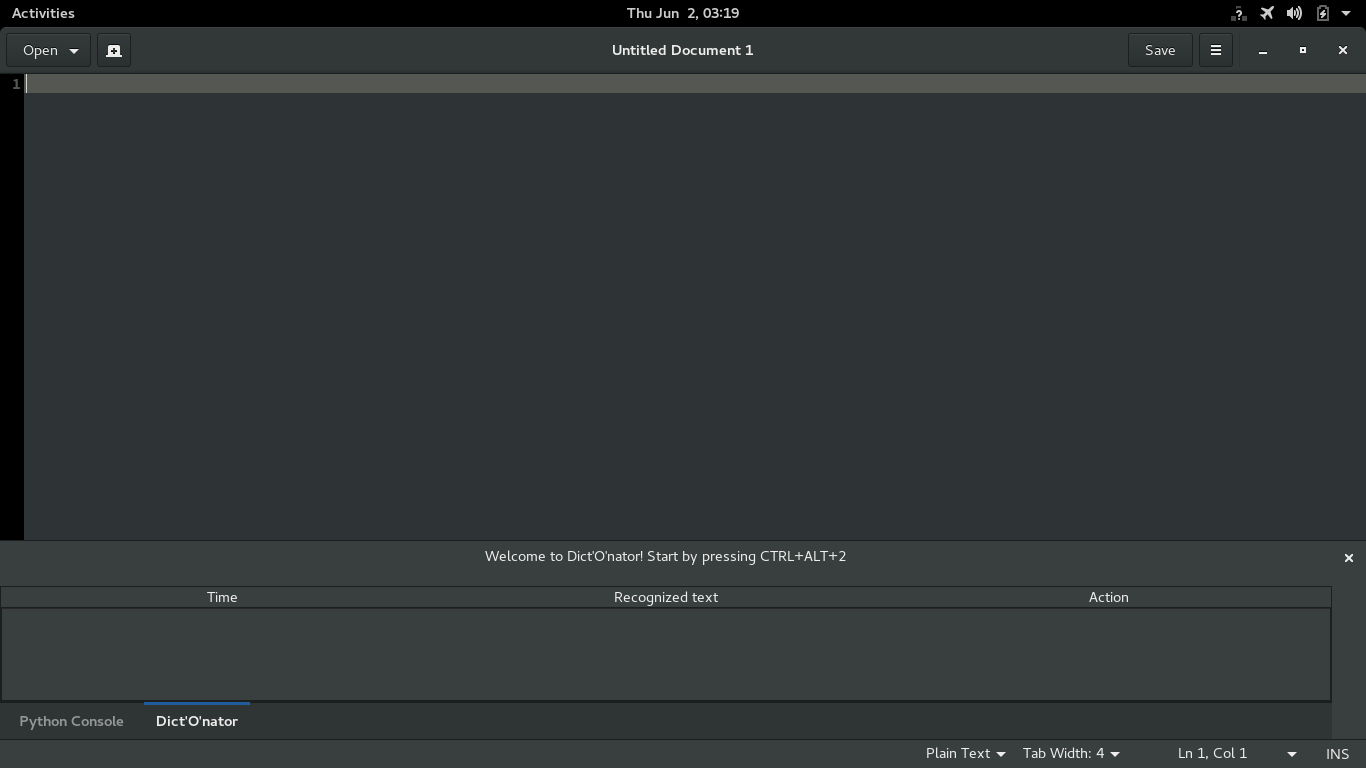 Activities Thu Jun 2, 03:19
Open Untitled Document 1 Save
1
Welcome to Dict'O'nator! Start by pressing CTRL+ALT+2
Time Recognized text Action
Python Console Dict'O'nator
Plain Text Tab Width: 4 Ln 1, Col 1 INS